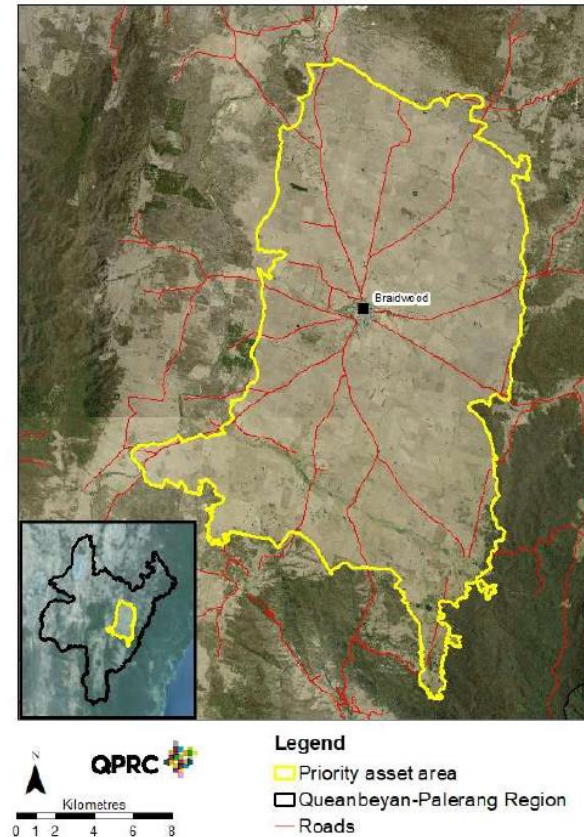 Braidwood
N
QPRC
Kilometres
0 1 2 4 6 8
Legend
Priority asset area
Queanbeyan-Palerang Region
Roads